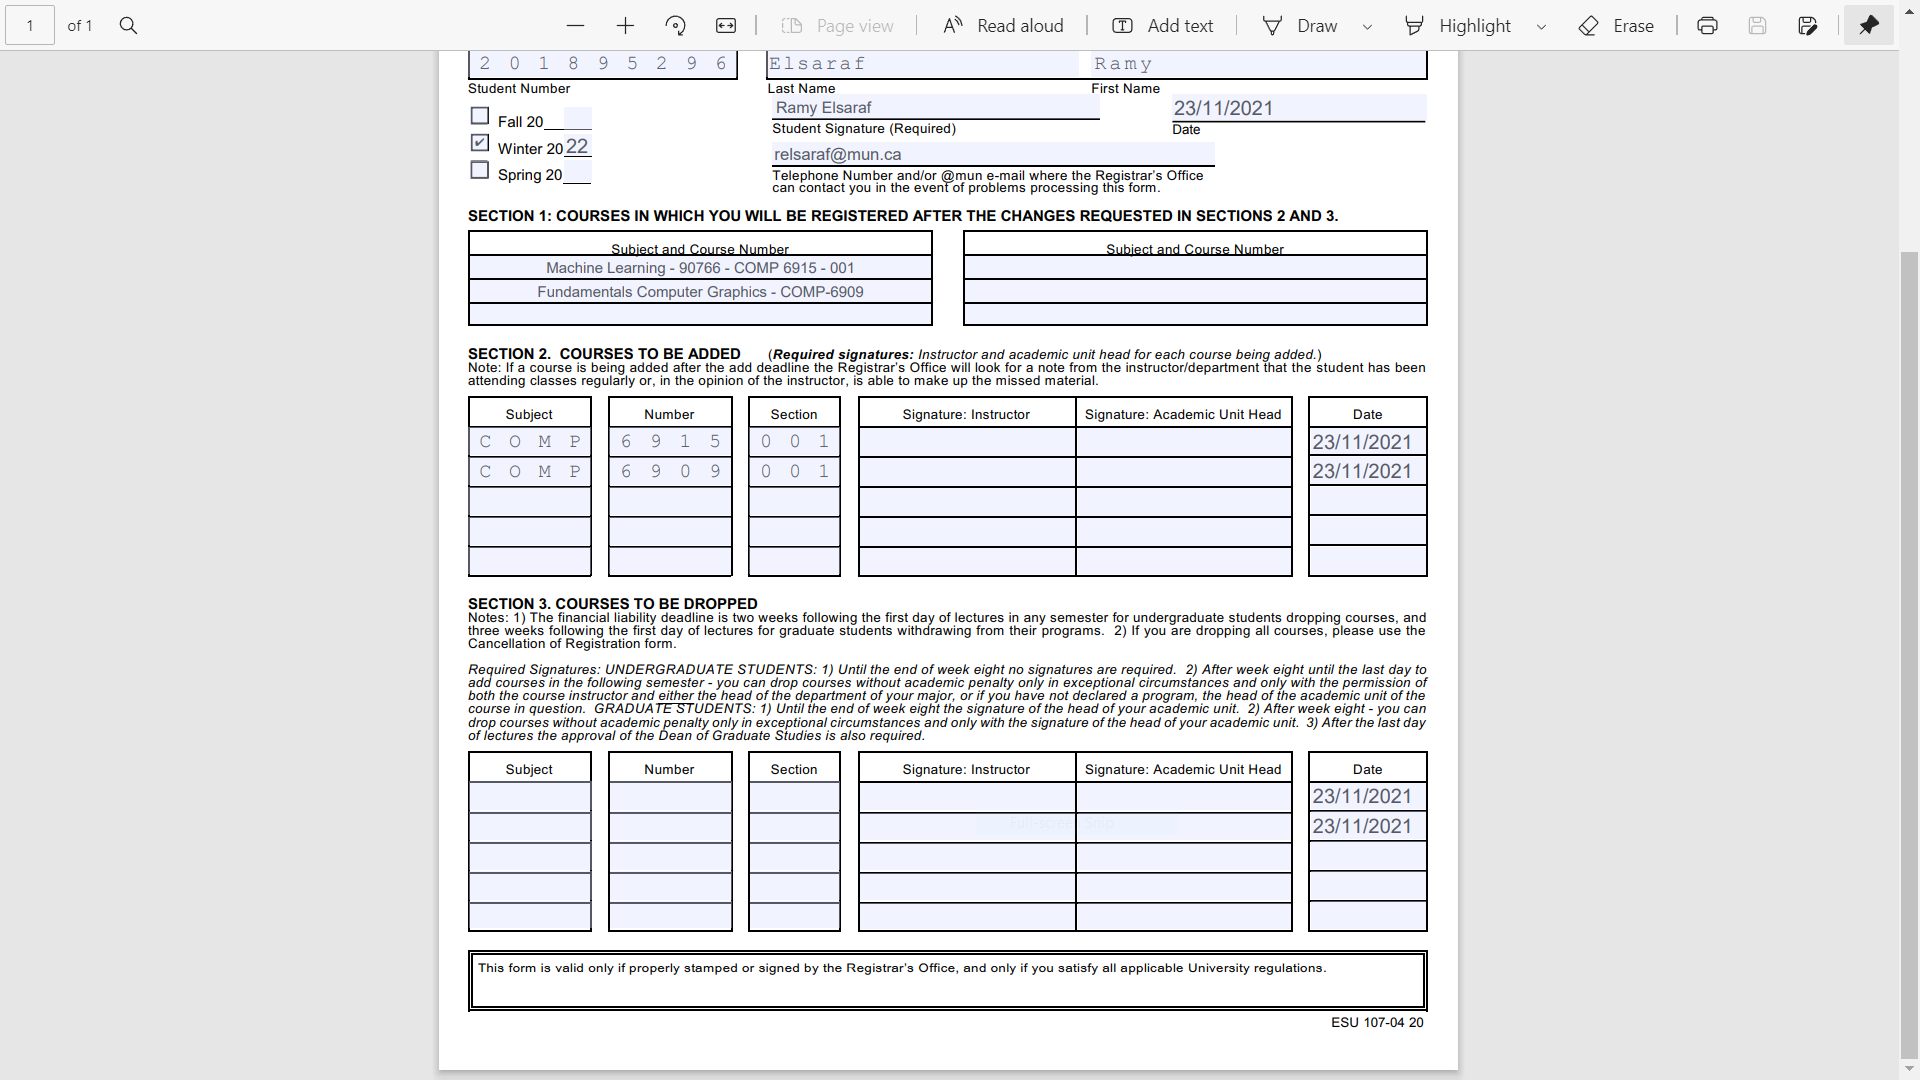 1 of 1 Page view Read aloud Add text Draw Highlight Erase
2 0 1 8 9 5 2 9 6 Elsaraf Ramy
Student Number Last Name First Name
Ramy Elsaraf 23/11/2021
Fall 20
Student Signature (Required) Date
Winter 20 22
relsaraf@mun.ca
Spring 20
Telephone Number and/or @mun e-mail where the Registrar's Office
can contact you in the event of problems processing this form.
SECTION 1: COURSES IN WHICH YOU WILL BE REGISTERED AFTER THE CHANGES REQUESTED IN SECTIONS 2 AND 3.
Subject and Course Number Subject and Course Number
Machine Learning - 90766 - COMP 6915 - 001
Fundamentals Computer Graphics - COMP-6909
SECTION 2. COURSES TO BE ADDED (Required signatures: Instructor and academic unit head for each course being added.)
Note: If a course is being added after the add deadline the Registrar's Office will look for a note from the instructor/department that the student has been
attending classes regularly or, in the opinion of the instructor, is able to make up the missed material.
Subject Number Section Signature: Instructor Signature: Academic Unit Head Date
C O M P 6 9 1 5 0 0 1 23/11/2021
C O M P 6 9 0 9 0 0 1 23/11/2021
SECTION 3. COURSES TO BE DROPPED
Notes: 1) The financial liability deadline is two weeks following the first day of lectures in any semester for undergraduate students dropping courses, and
three weeks following the first day of lectures for graduate students withdrawing from their programs. 2) If you are dropping all courses, please use the
Cancellation of Registration form.
Required Signatures: UNDERGRADUATE STUDENTS: 1) Until the end of week eight no signatures are required. 2) After week eight until the last day to
add courses in the following semester - you can drop courses without academic penalty only in exceptional circumstances and only with the permission of
both the course instructor and either the head of the department of your major, or if you have not declared a program, the head of the academic unit of the
course in question. GRADUATE STUDENTS: 1) Until the end of week eight the signature of the head of your academic unit. 2) After week eight - you can
drop courses without academic penalty only in exceptional circumstances and only with the signature of the head of your academic unit. 3) After the last day
of lectures the approval of the Dean of Graduate Studies is also required.
Subject Number Section Signature: Instructor Signature: Academic Unit Head Date
23/11/2021
Full-screen Snip 23/11/2021
This form is valid only if properly stamped or signed by the Registrar's Office, and only if you satisfy all applicable University regulations.
ESU 107-04 20